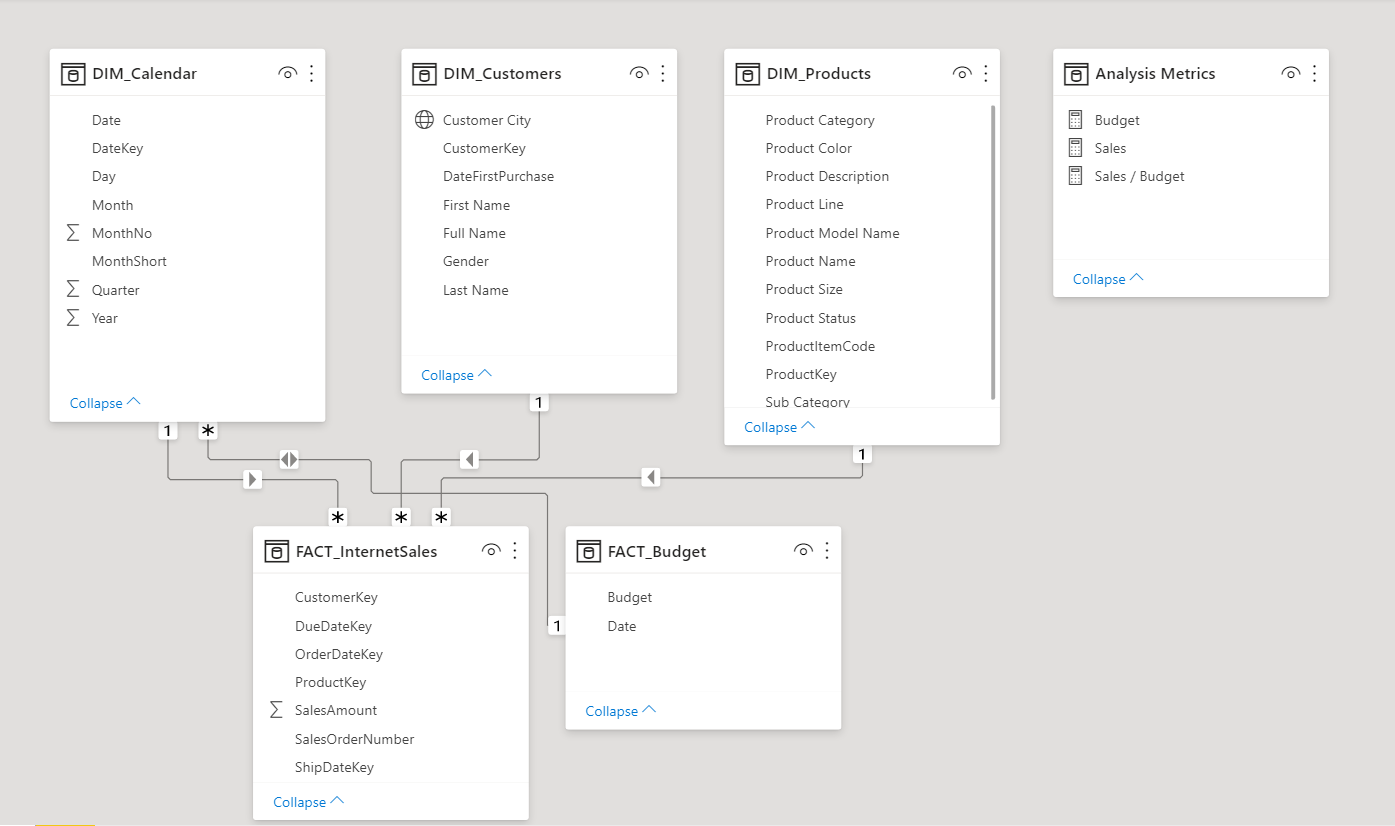 DIM_Calendar
Date
DateKey
Day
Month
MonthNo
MonthShort
Quarter
Year
Collapse
DIM_Customers
Customer City
CustomerKey
DateFirstPurchase
First Name
Full Name
Gender
Last Name
Collapse
DIM_Products
Product Category
Product Color
Product Description
Product Line
Product Model Name
Product Name
Product Size
Product Status
ProductItemCode
ProductKey
Sub Category
Collapse
Analysis Metrics
Budget
Sales
Sales / Budget
Collapse
1
*
1
1
*
*
*
FACT_InternetSales
CustomerKey
DueDateKey
OrderDateKey
ProductKey
SalesAmount
SalesOrderNumber
ShipDateKey
Collapse
1
FACT_Budget
Budget
Date
Collapse